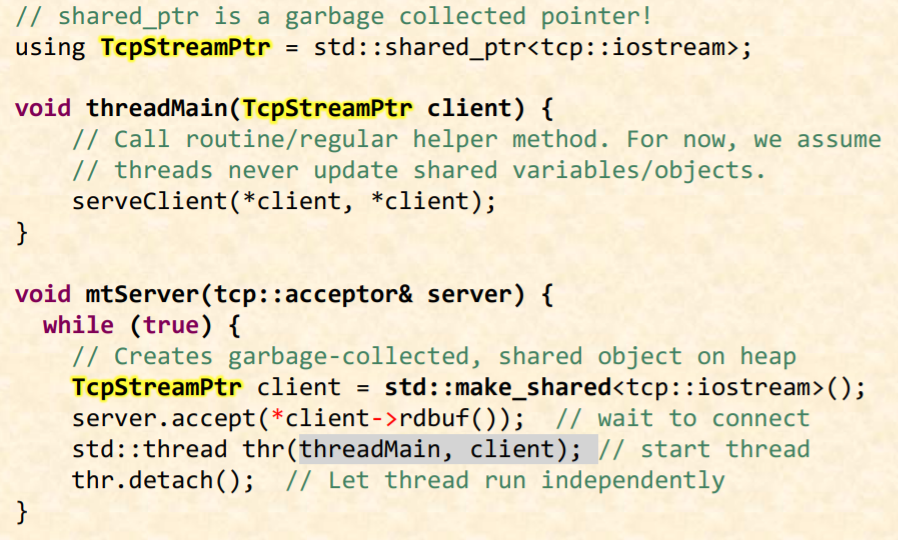 // shared_ptr is a garbage collected pointer!
using TcpStreamPtr = std::shared_ptr<tcp::iostream>;
void threadMain(TcpStreamPtr client) {
// Call routine/regular helper method. For now, we assume
// threads never update shared variables/objects.
serveClient(*client, *client);
}
void mtServer(tcp::acceptor& server) {
while (true) {
// Creates garbage-collected, shared object on heap
TcpStreamPtr client = std::make_shared<tcp::iostream>();
server.accept(*client->rdbuf());  // wait to connect
std::thread thr(threadMain, client); // start thread
thr.detach();  // Let thread run independently
}